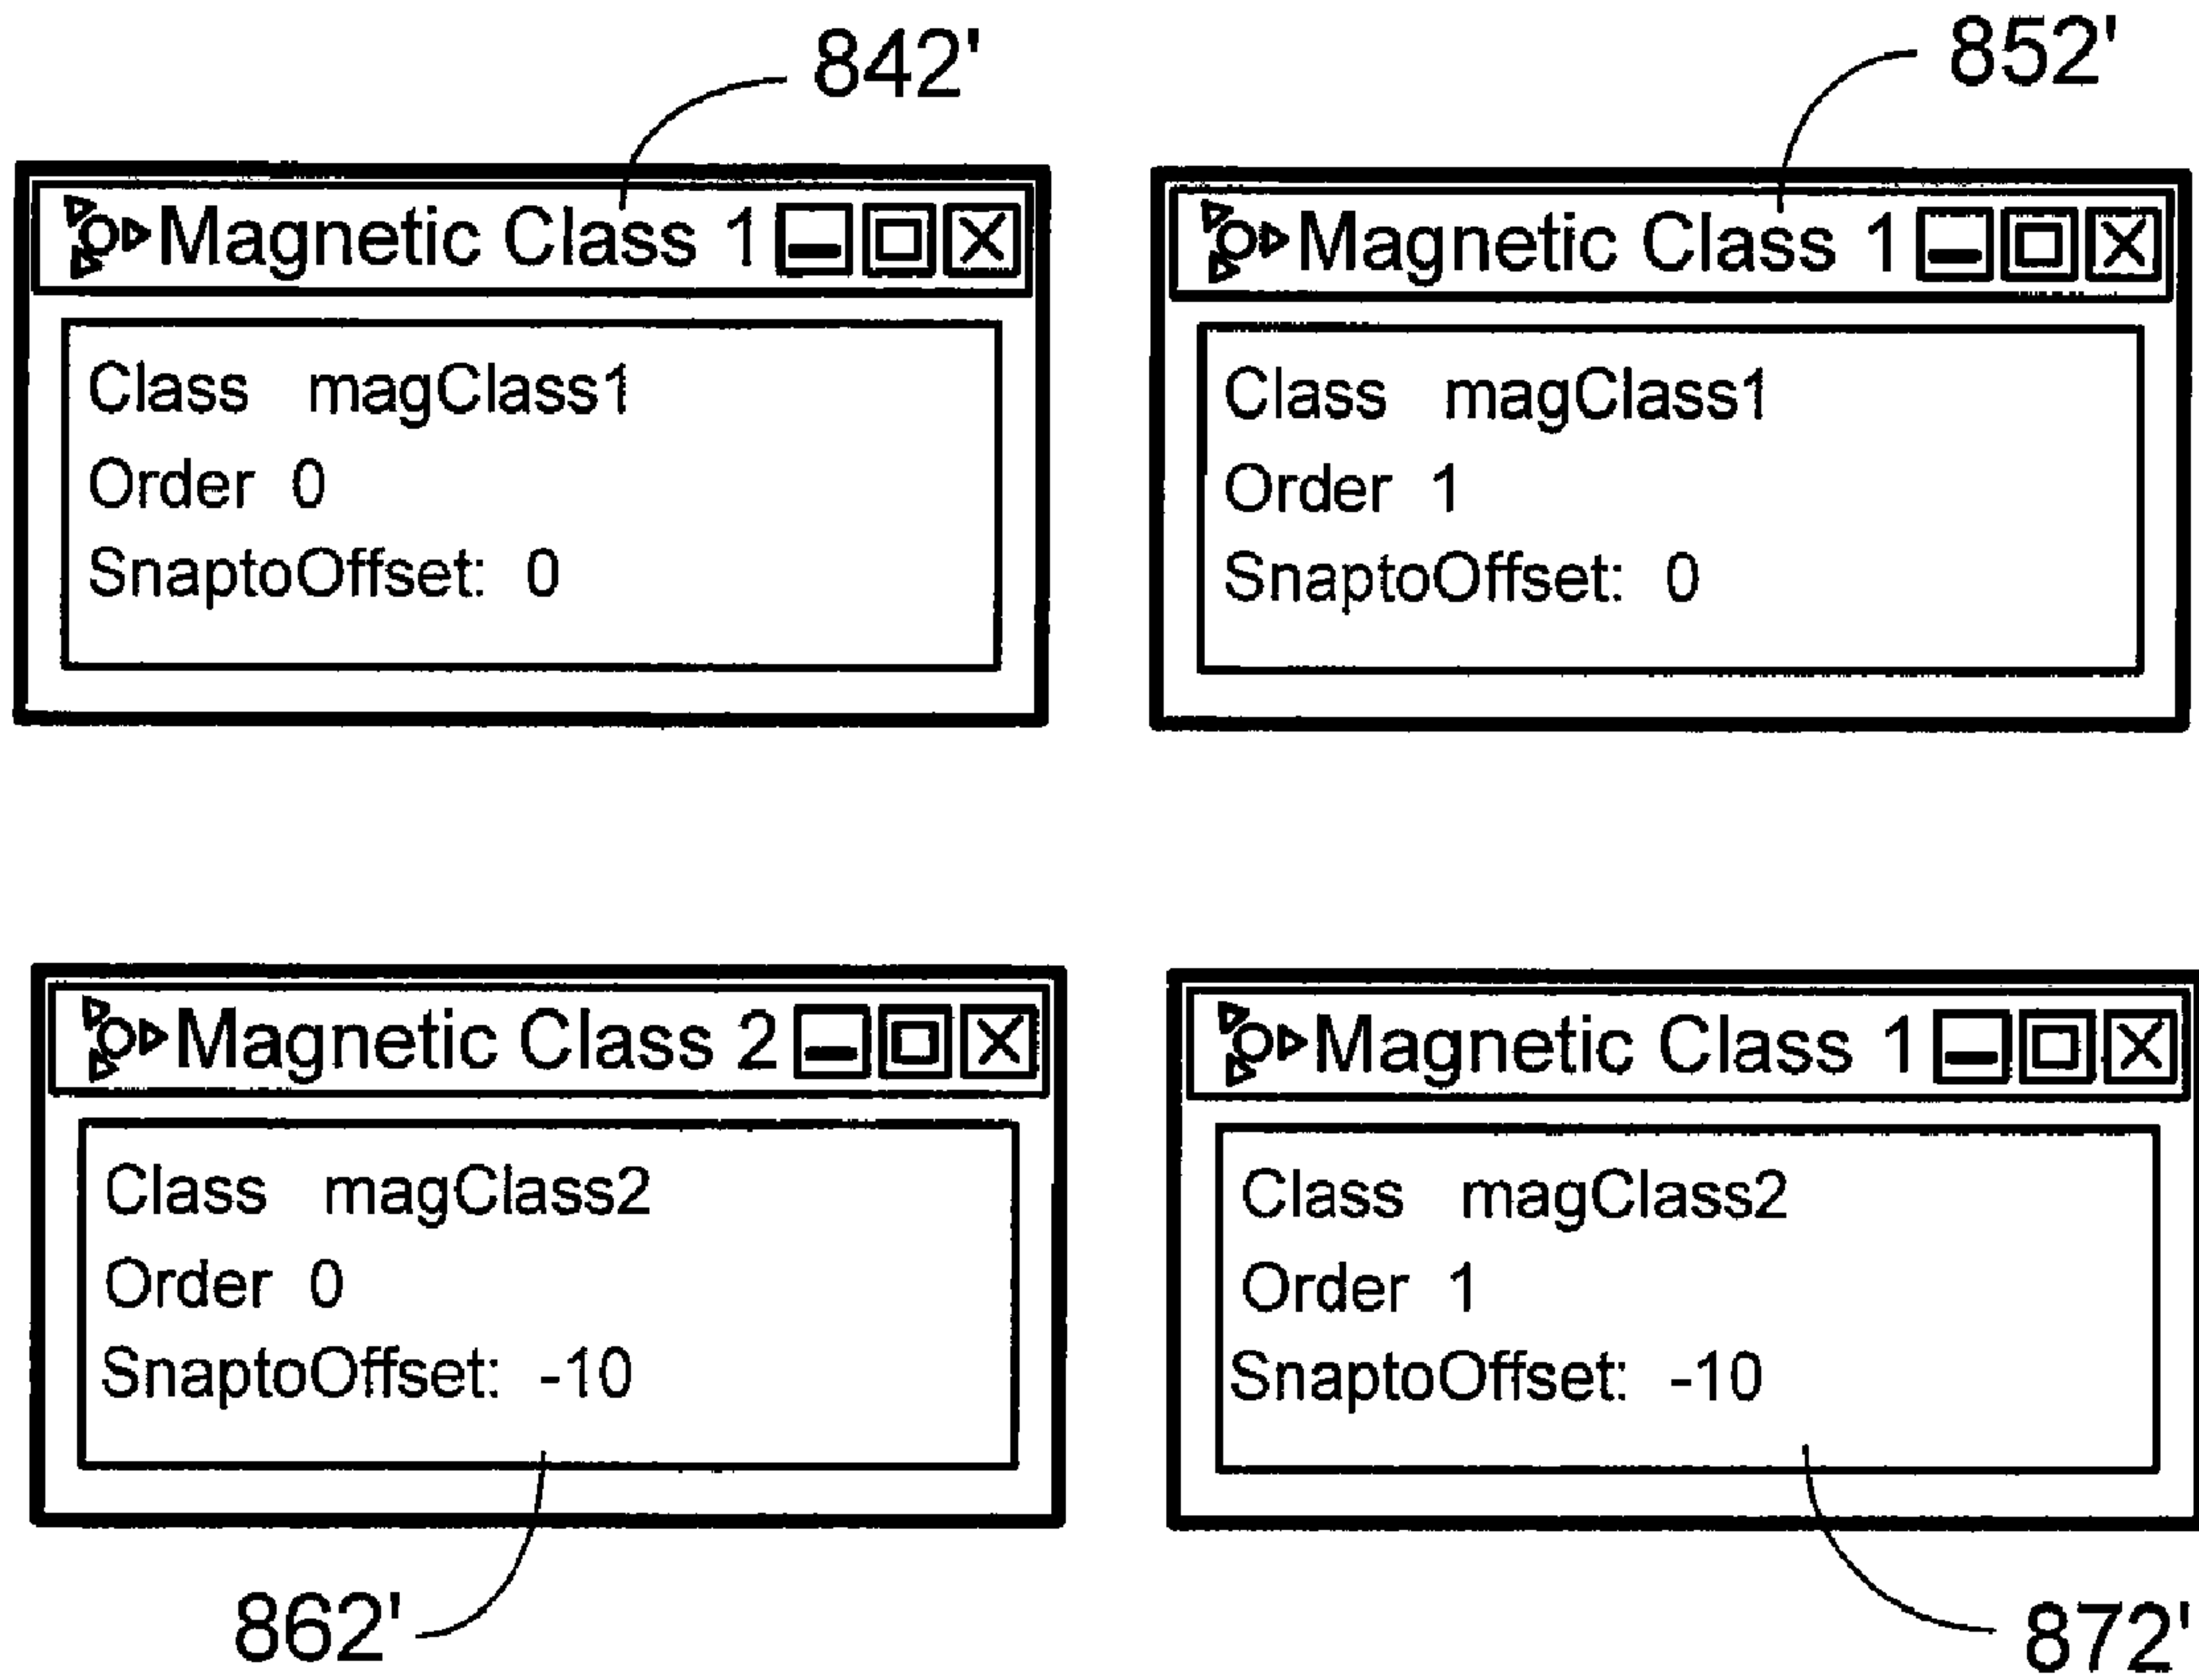 842'
852'
Magnetic Class 1
Class magClass1
Order 0
SnaptoOffset: 0
Magnetic Class 1
Class magClass1
Order 1
SnaptoOffset: 0
Magnetic Class 2
Class magClass2
Order 0
SnaptoOffset: -10
Magnetic Class 1
Class magClass2
Order 1
SnaptoOffset: -10
862'
872'